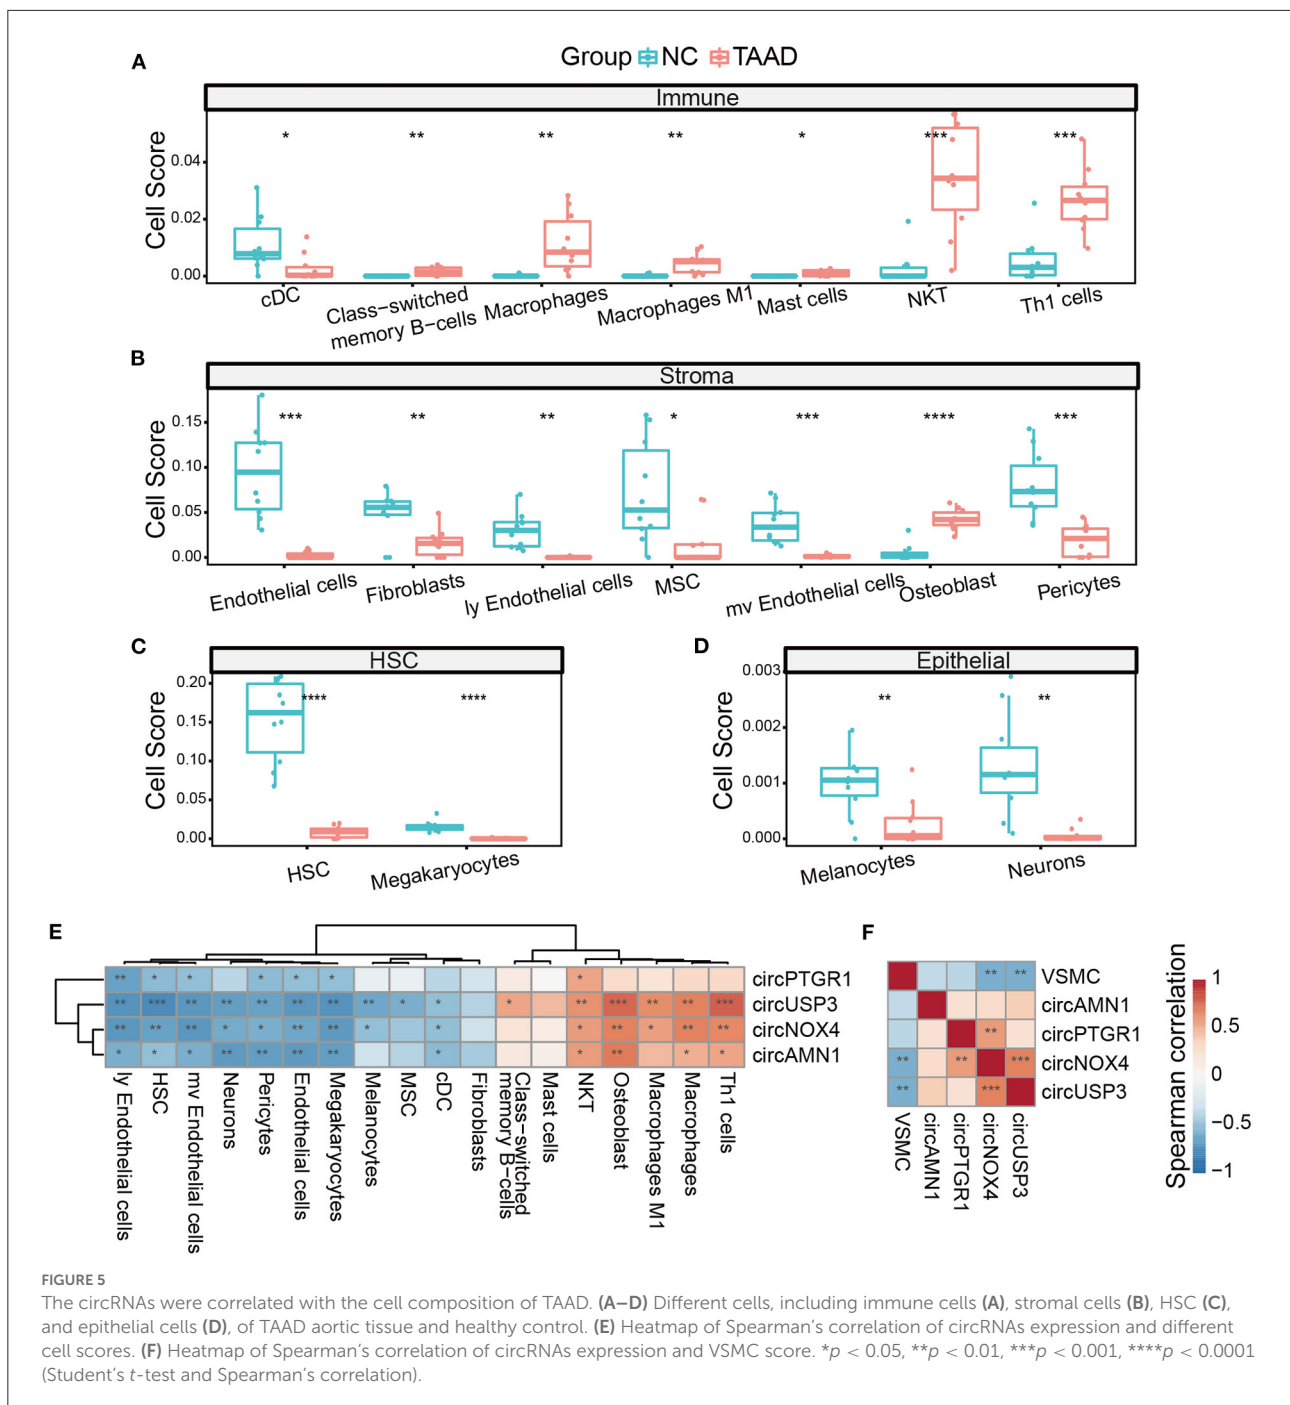 A
Group NC TAAD
Immune
Cell Score
0.04
0.02
0.00
* ** ** ** * *** ***
cDC
Class−switched
memory B−cells
Macrophages
Macrophages M1
Mast cells
NKT
Th1 cells
B
Stroma
Cell Score
0.15
0.10
0.05
0.00
*** ** ** * *** **** ***
Endothelial cells
Fibroblasts
ly Endothelial cells
MSC
mv Endothelial cells
Osteoblast
Pericytes
C
HSC
Cell Score
0.20
0.15
0.10
0.05
0.00
**** ****
HSC
Megakaryocytes
D
Epithelial
Cell Score
0.003
0.002
0.001
0.000
** **
Melanocytes
Neurons
E
** * * * * * * circPTGR1
** *** ** ** ** ** ** ** * * * ** *** ** ** *** circUSP3
** ** ** * * ** ** * * * ** * ** ** circNOX4
* * * ** ** ** ** * * ** * * circAMN1
ly Endothelial cells
HSC
mv Endothelial cells
Neurons
Pericytes
Endothelial cells
Megakaryocytes
Melanocytes
MSC
cDC
Fibroblasts
Class−switched
memory B−cells
Mast cells
NKT
Osteoblast
Macrophages M1
Macrophages
Th1 cells
F
** ** VSMC
circAMN1
** circPTGR1
** ** *** circNOX4
** *** circUSP3
VSMC
circAMN1
circPTGR1
circNOX4
circUSP3
Spearman correlation
1
0.5
0
−0.5
−1
FIGURE 5
The circRNAs were correlated with the cell composition of TAAD. (A–D) Different cells, including immune cells (A), stromal cells (B), HSC (C),
and epithelial cells (D), of TAAD aortic tissue and healthy control. (E) Heatmap of Spearman's correlation of circRNAs expression and different
cell scores. (F) Heatmap of Spearman's correlation of circRNAs expression and VSMC score. *p < 0.05, **p < 0.01, ***p < 0.001, ****p < 0.0001
(Student's t-test and Spearman's correlation).